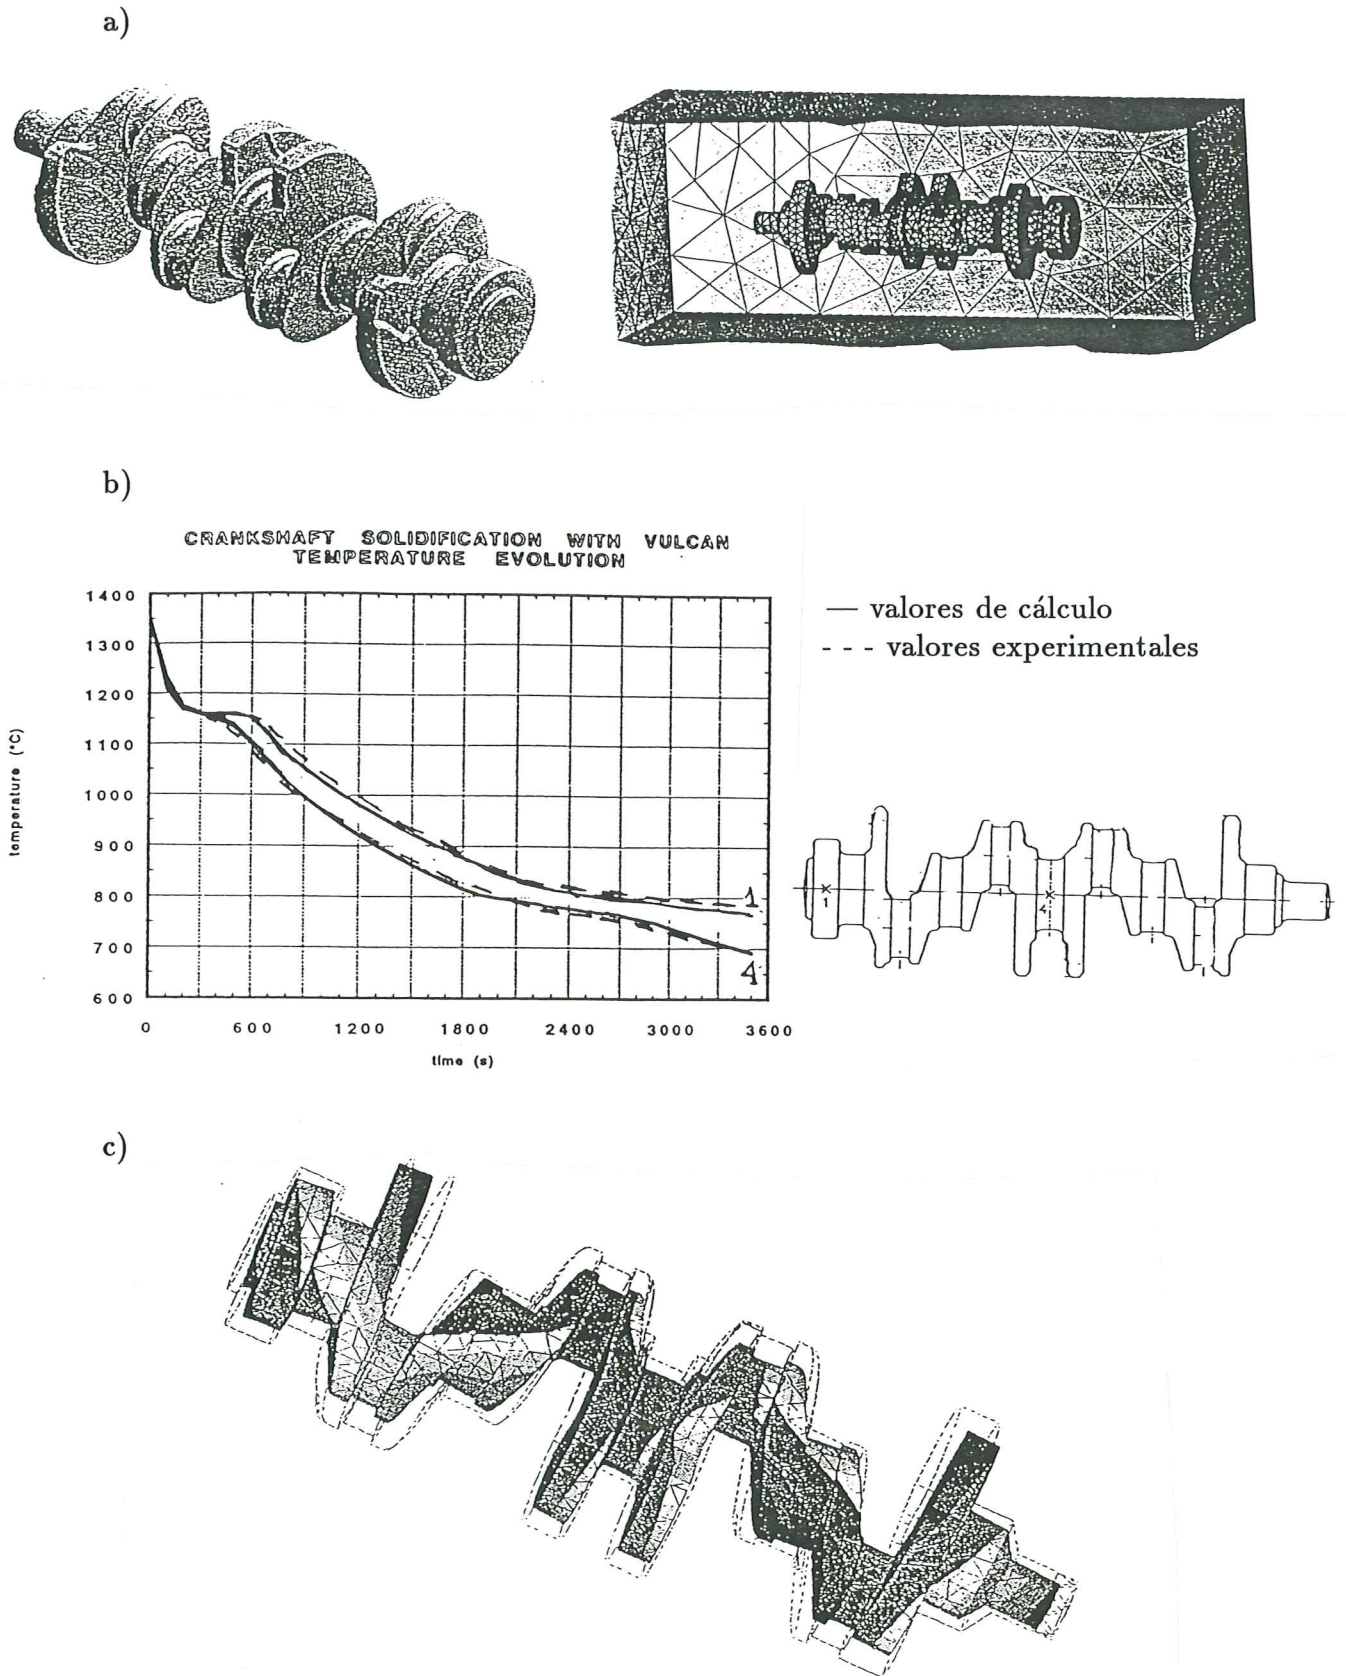 a)
b)
CRANKSHAFT SOLIDIFICATION WITH VULCAN
TEMPERATURE EVOLUTION
1400
1300
1200
1100
1000
900
800
700
600
temperature (°C)
0 600 1200 1800 2400 3000 3600
time (s)
1
4
— valores de cálculo
- - - valores experimentales
1
4
c)